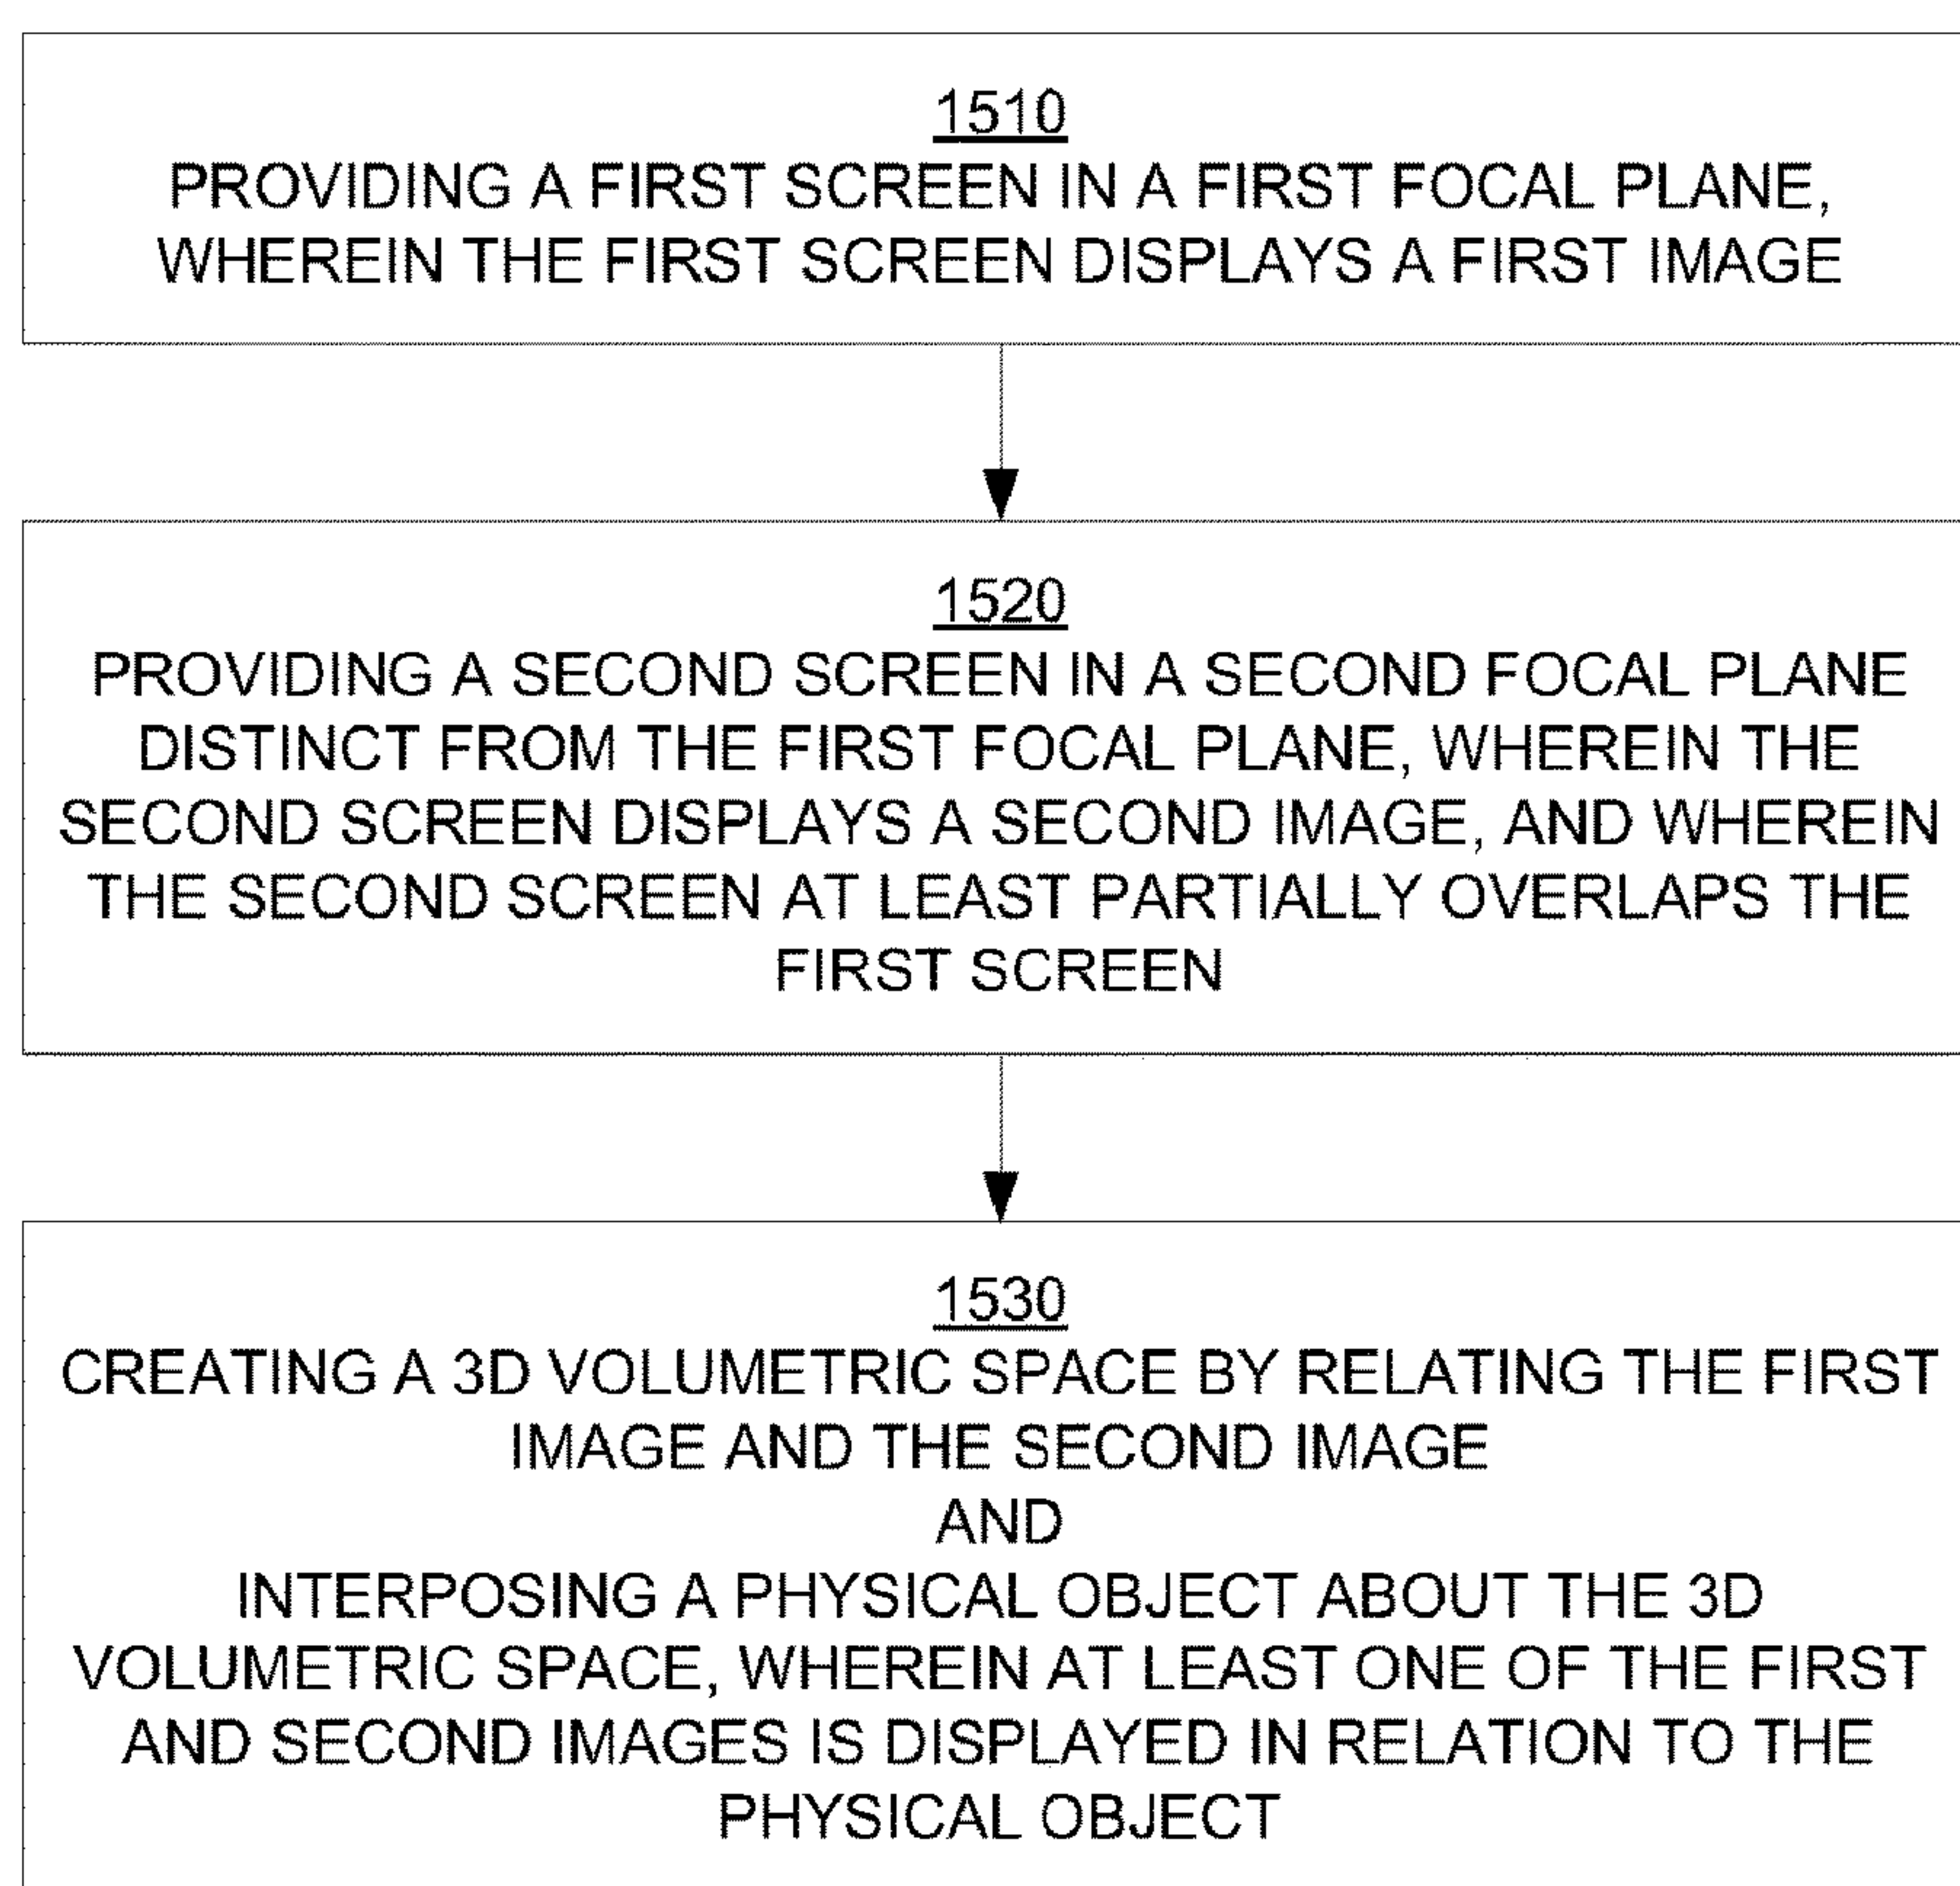 1510
PROVIDING A FIRST SCREEN IN A FIRST FOCAL PLANE,
WHEREIN THE FIRST SCREEN DISPLAYS A FIRST IMAGE
1520
PROVIDING A SECOND SCREEN IN A SECOND FOCAL PLANE
DISTINCT FROM THE FIRST FOCAL PLANE, WHEREIN THE
SECOND SCREEN DISPLAYS A SECOND IMAGE, AND WHEREIN
THE SECOND SCREEN AT LEAST PARTIALLY OVERLAPS THE
FIRST SCREEN
1530
CREATING A 3D VOLUMETRIC SPACE BY RELATING THE FIRST
IMAGE AND THE SECOND IMAGE
AND
INTERPOSING A PHYSICAL OBJECT ABOUT THE 3D
VOLUMETRIC SPACE, WHEREIN AT LEAST ONE OF THE FIRST
AND SECOND IMAGES IS DISPLAYED IN RELATION TO THE
PHYSICAL OBJECT